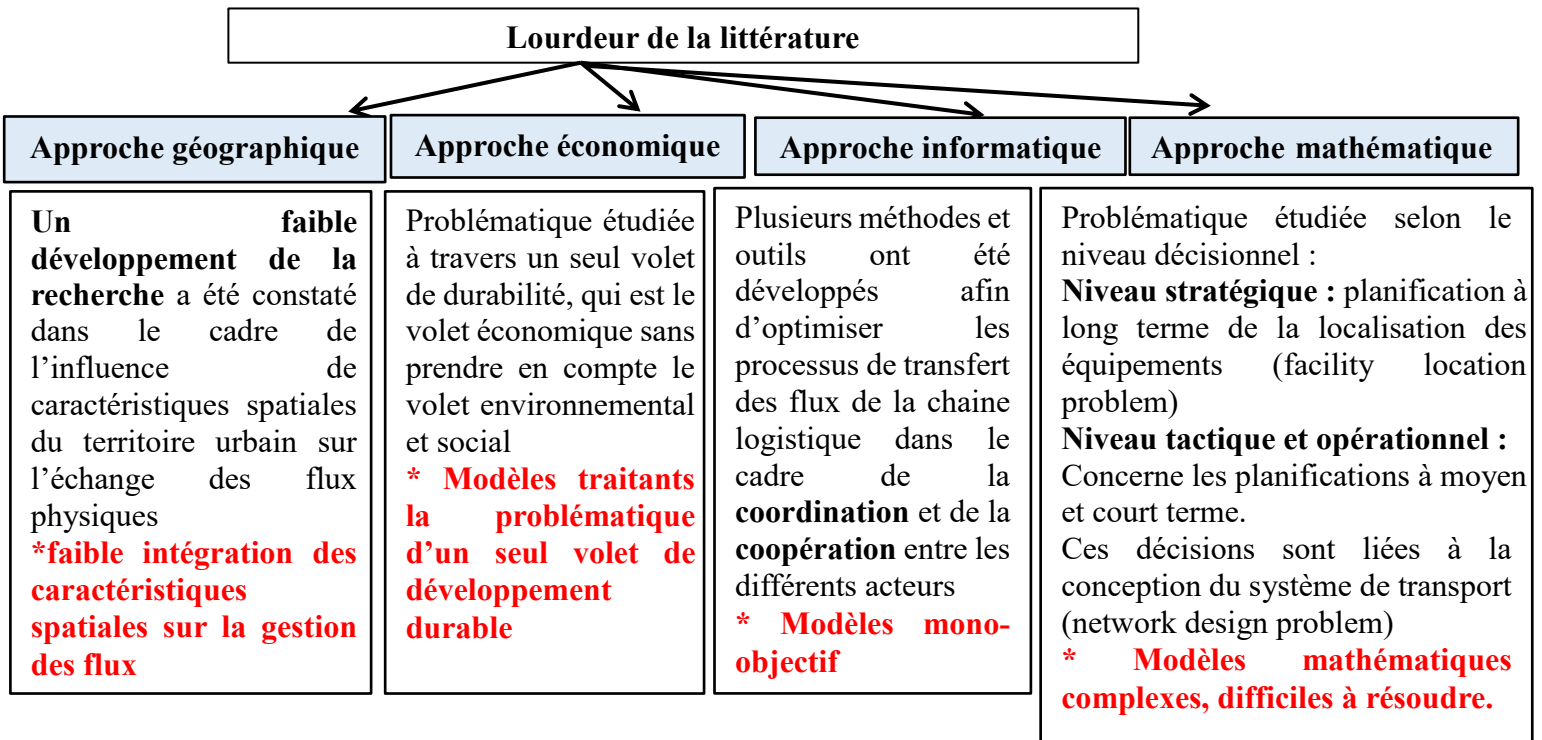 Lourdeur de la littérature
Approche géographique
Approche économique
Approche informatique
Approche mathématique
Un faible
développement de la
recherche a été constaté
dans le cadre de
l’influence de
caractéristiques spatiales
du territoire urbain sur
l’échange des flux
physiques
*faible intégration des
caractéristiques
spatiales sur la gestion
des flux
Problématique étudiée
à travers un seul volet
de durabilité, qui est le
volet économique sans
prendre en compte le
volet environnemental
et social
* Modèles traitants
la problématique
d’un seul volet de
développement
durable
Plusieurs méthodes et
outils ont été
développés afin
d’optimiser les
processus de transfert
des flux de la chaine
logistique dans le
cadre de la
coordination et de la
coopération entre les
différents acteurs
* Modèles mono-
objectif
Problématique étudiée selon le
niveau décisionnel :
Niveau stratégique : planification à
long terme de la localisation des
équipements (facility location
problem)
Niveau tactique et opérationnel :
Concerne les planifications à moyen
et court terme.
Ces décisions sont liées à la
conception du système de transport
(network design problem)
* Modèles mathématiques
complexes, difficiles à résoudre.